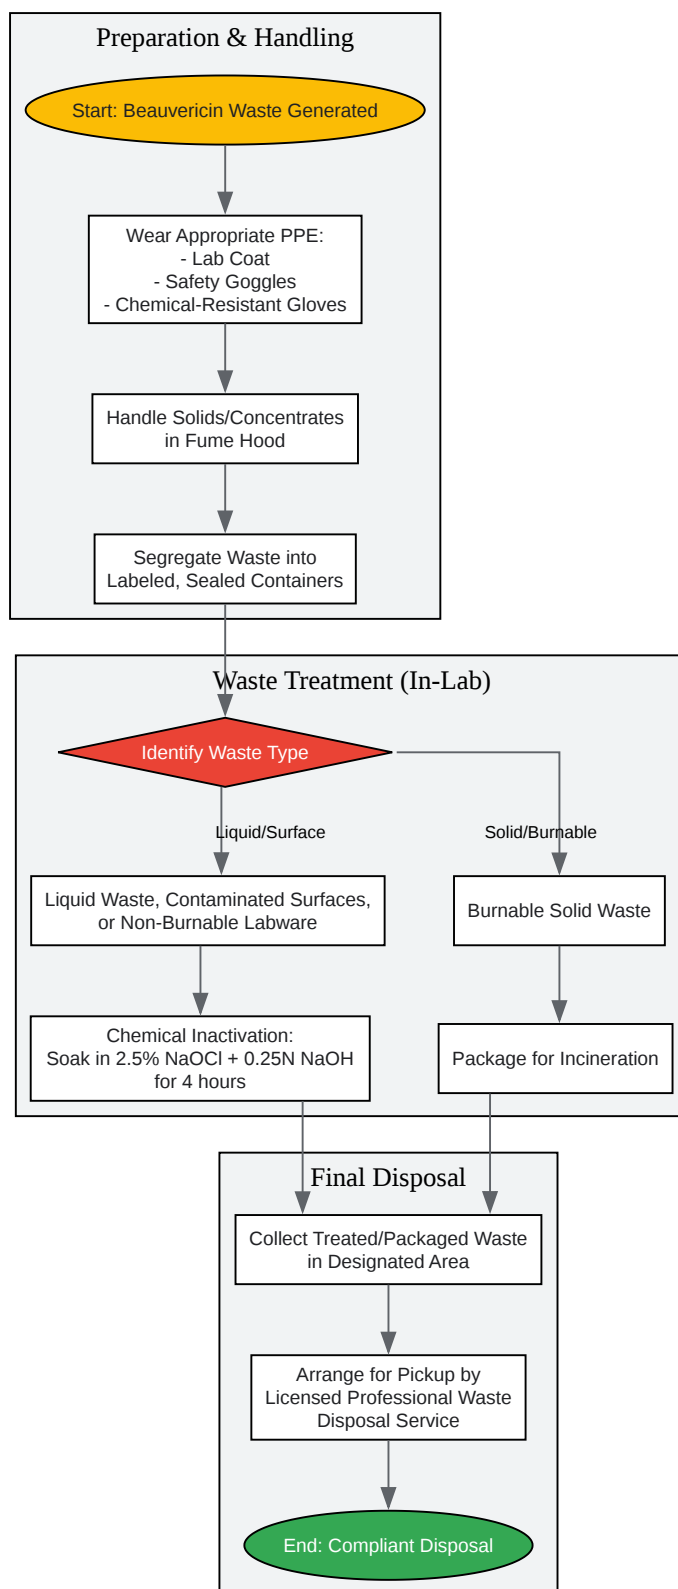 Preparation & Handling
Start: Beauvericin Waste Generated
Wear Appropriate PPE:
- Lab Coat
- Safety Goggles
- Chemical-Resistant Gloves
Handle Solids/Concentrates
in Fume Hood
Segregate Waste into
Labeled, Sealed Containers
Waste Treatment (In-Lab)
Identify Waste Type
Liquid/Surface
Solid/Burnable
Liquid Waste, Contaminated Surfaces,
or Non-Burnable Labware
Burnable Solid Waste
Chemical Inactivation:
Soak in 2.5% NaOCl + 0.25N NaOH
for 4 hours
Package for Incineration
Final Disposal
Collect Treated/Packaged Waste
in Designated Area
Arrange for Pickup by
Licensed Professional Waste
Disposal Service
End: Compliant Disposal